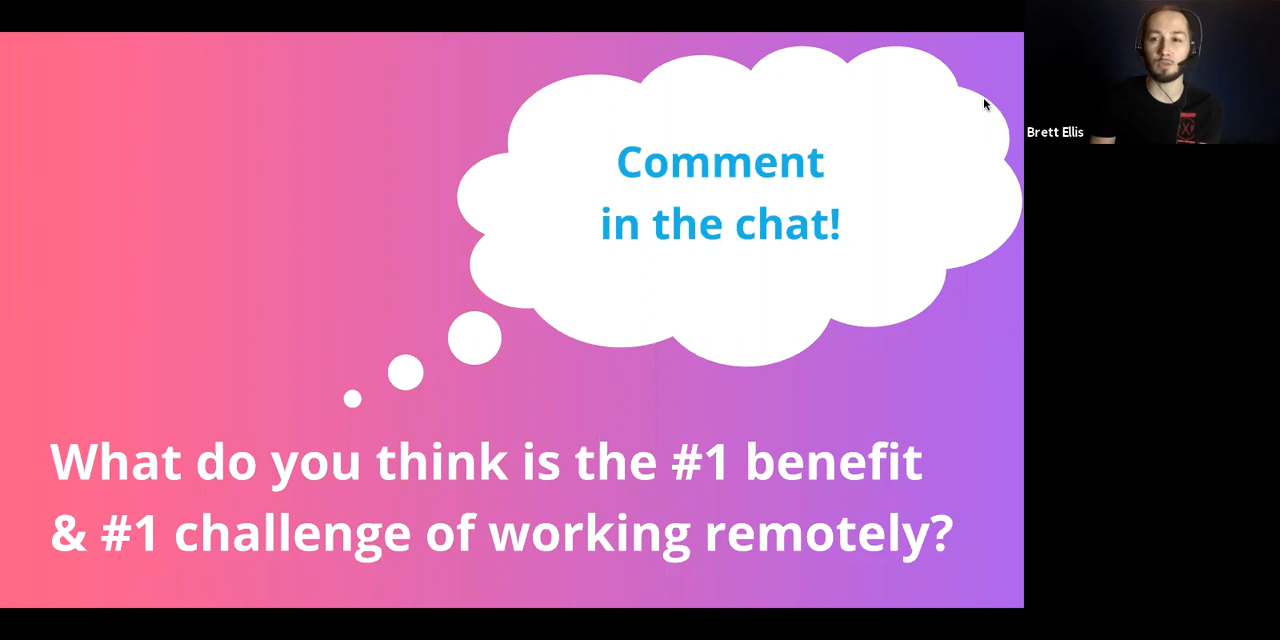 Comment
in the chat!
Brett Ellis
What do you think is the #1 benefit
& #1 challenge of working remotely?